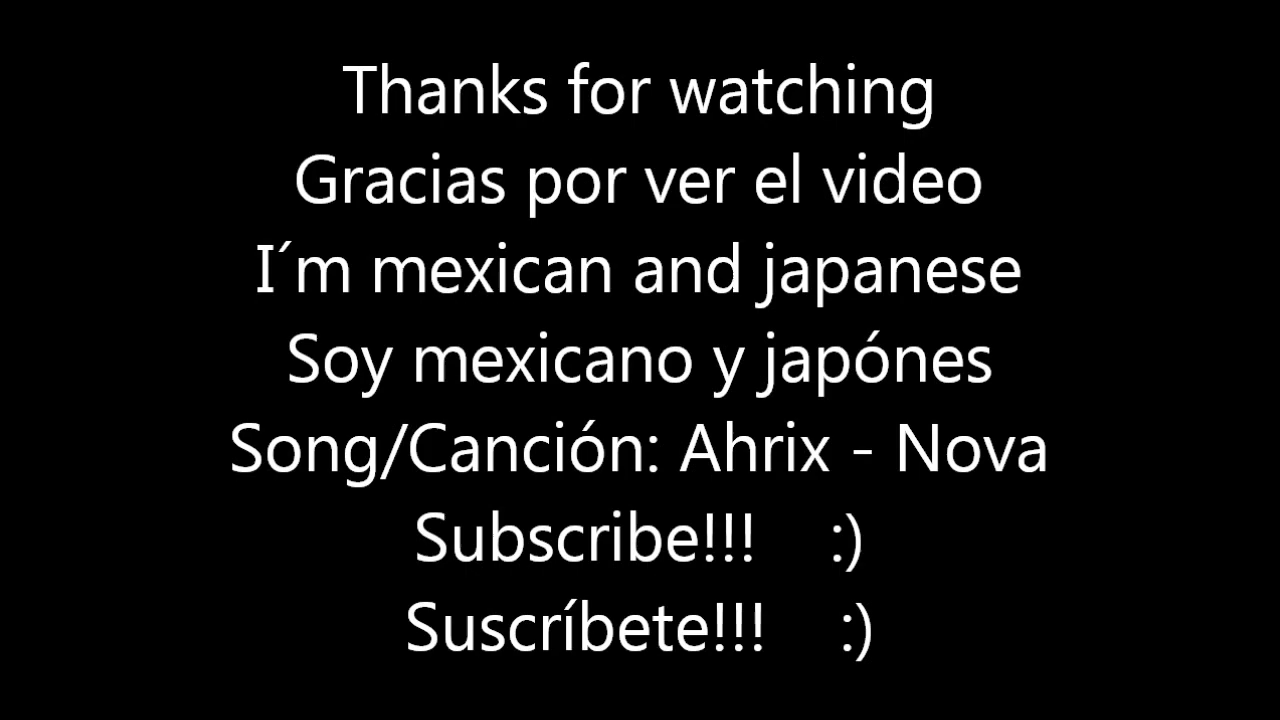 Thanks for watching
Gracias por ver el video
I´m mexican and japanese
Soy mexicano y japónes
Song/Canción: Ahrix - Nova
Subscribe!!! :)
Suscríbete!!! :)